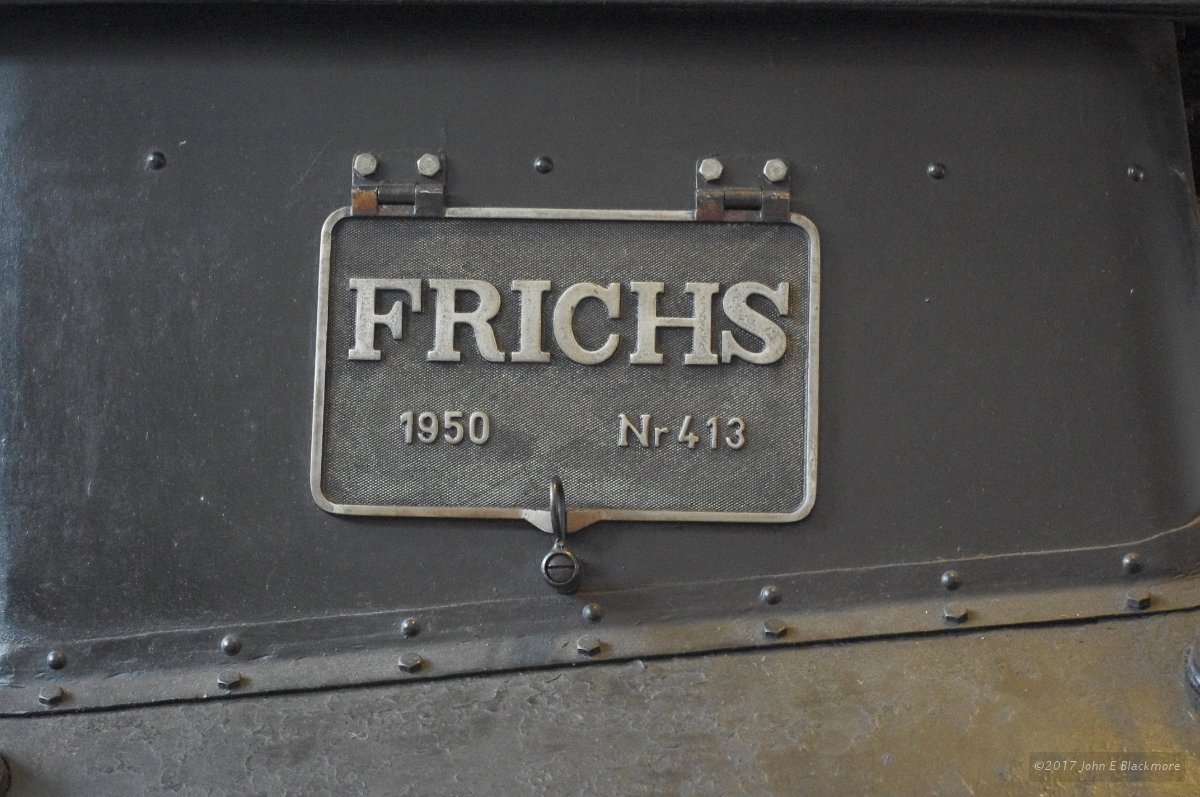 FRICHS
1950 Nr 413
©2017 John E Blackmore